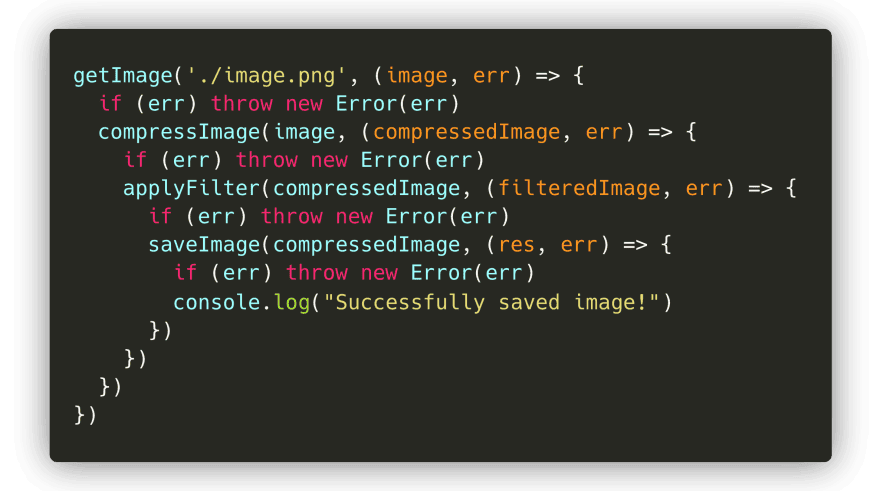 getImage('./image.png', (image, err) => {
  if (err) throw new Error(err)
  compressImage(image, (compressedImage, err) => {
    if (err) throw new Error(err)
    applyFilter(compressedImage, (filteredImage, err) => {
      if (err) throw new Error(err)
      saveImage(compressedImage, (res, err) => {
        if (err) throw new Error(err)
        console.log("Successfully saved image!")
      })
    })
  })
})